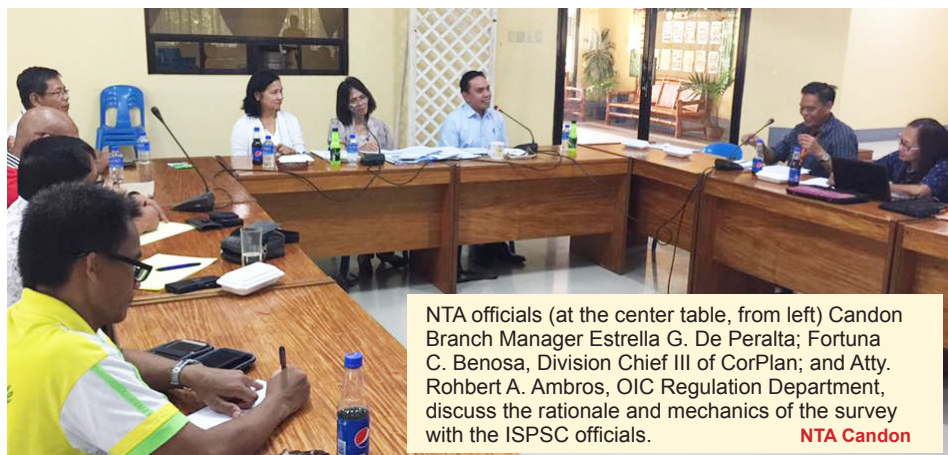 NTA officials (at the center table, from left) Candon
Branch Manager Estrella G. De Peralta; Fortuna
C. Benosa, Division Chief III of CorPlan; and Atty.
Rohbert A. Ambros, OIC Regulation Department,
discuss the rationale and mechanics of the survey
with the ISPSC officials. NTA Candon
pepsi